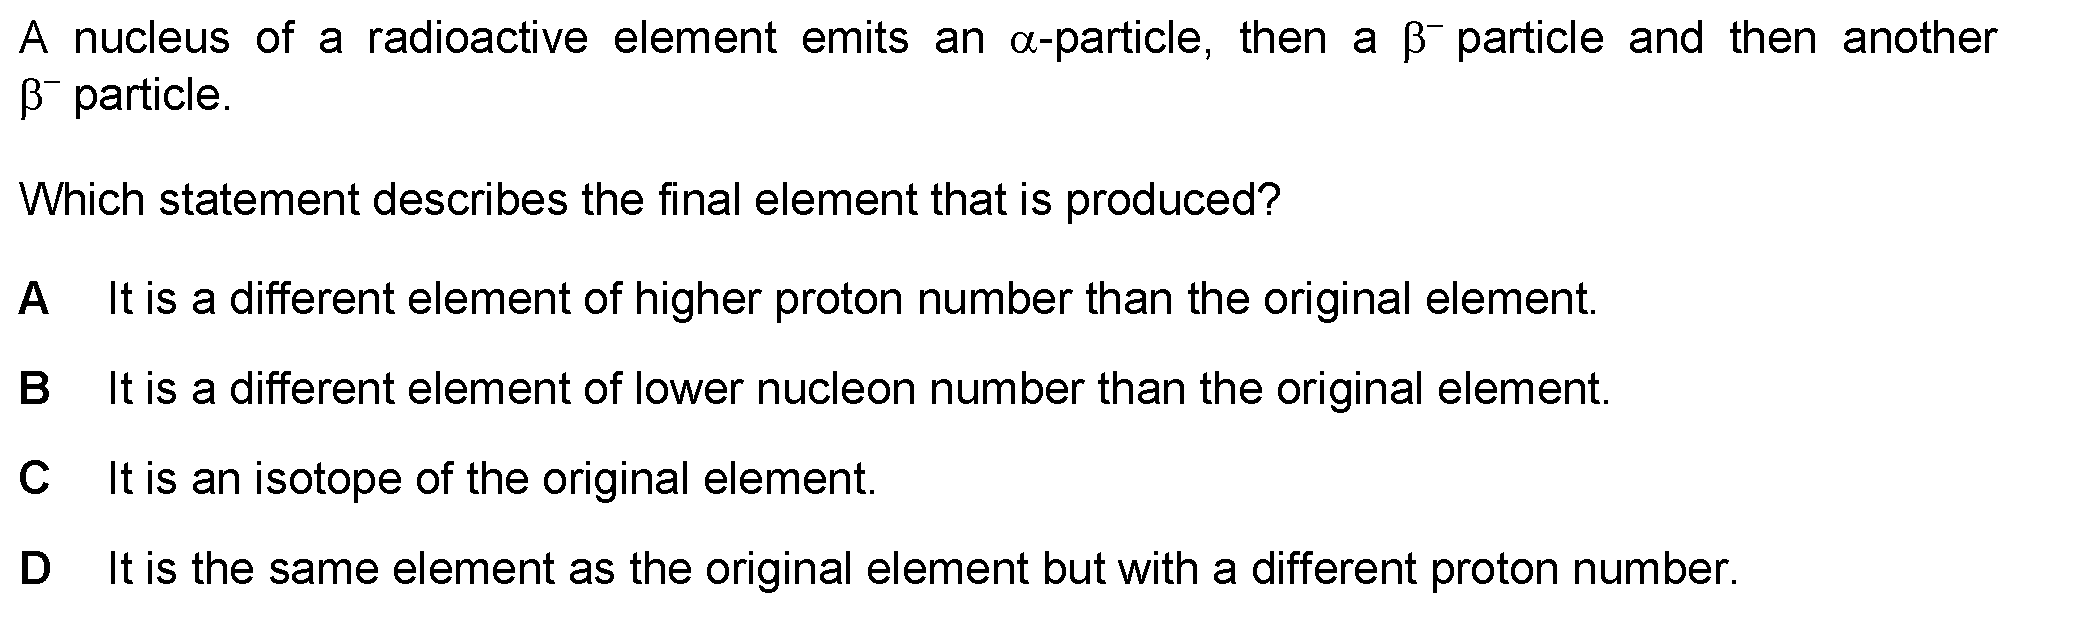 A nucleus of a radioactive element emits an α-particle, then a β⁻ particle and then another
β⁻ particle.
Which statement describes the final element that is produced?
A It is a different element of higher proton number than the original element.
B It is a different element of lower nucleon number than the original element.
C It is an isotope of the original element.
D It is the same element as the original element but with a different proton number.